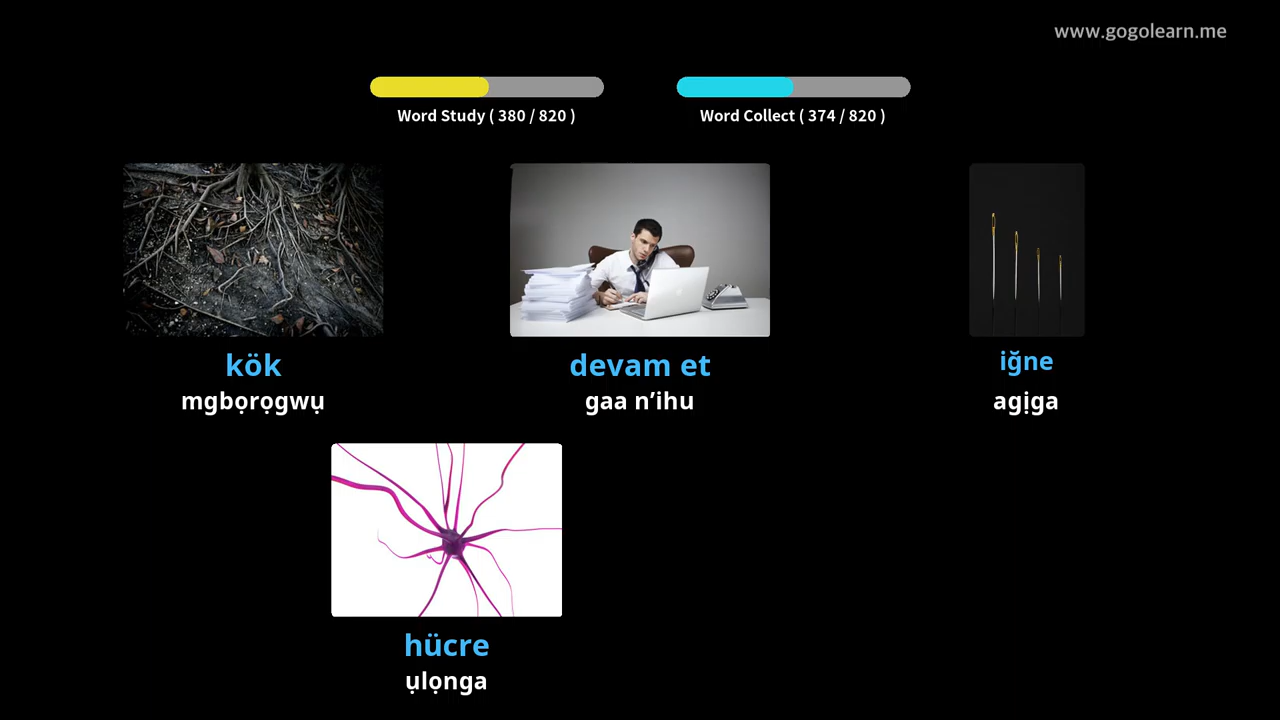 www.gogolearn.me
Word Study ( 380 / 820 )
Word Collect ( 374 / 820 )
kök
mgbọrọgwụ
devam et
gaa n’ihu
iğne
agịga
hücre
ụlọnga